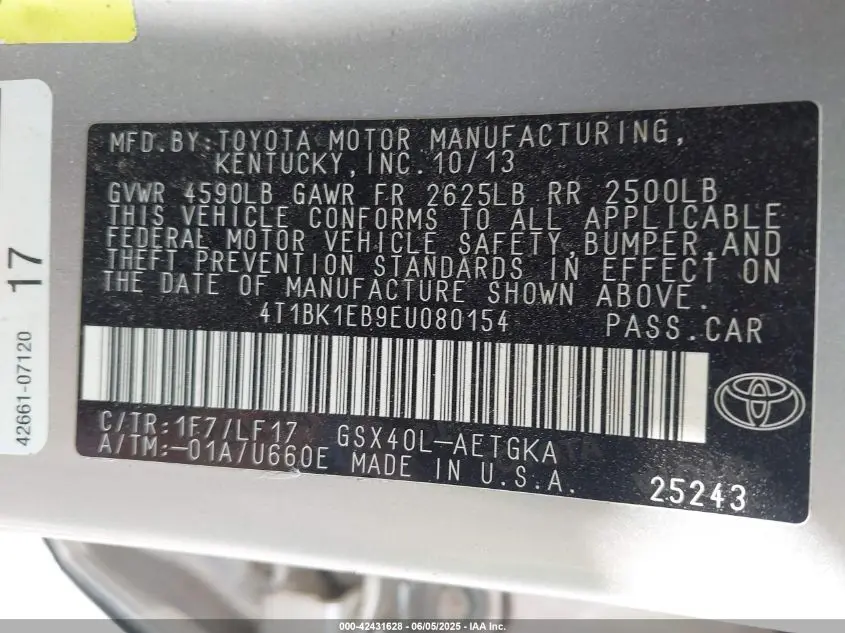 MFD.BY:TOYOTA MOTOR MANUFACTURING,
KENTUCKY,INC.10/13
GVWR 4590LB GAWR FR 2625LB RR 2500LB
THIS VEHICLE CONFORMS TO ALL APPLICABLE
FEDERAL MOTOR VEHICLE SAFETY,BUMPER,AND
THEFT PREVENTION STANDARDS IN EFFECT ON
THE DATE OF MANUFACTURE SHOWN ABOVE.
4T1BK1EB9EU080154 PASS.CAR
C/TR:1F7/LF17 GSX40L-AETGKA
A/TM:-01A/U660E MADE IN U.S.A.
25243
TOYOTA
17
42661-07120
000-42431628 - 06/05/2025 - IAA Inc.